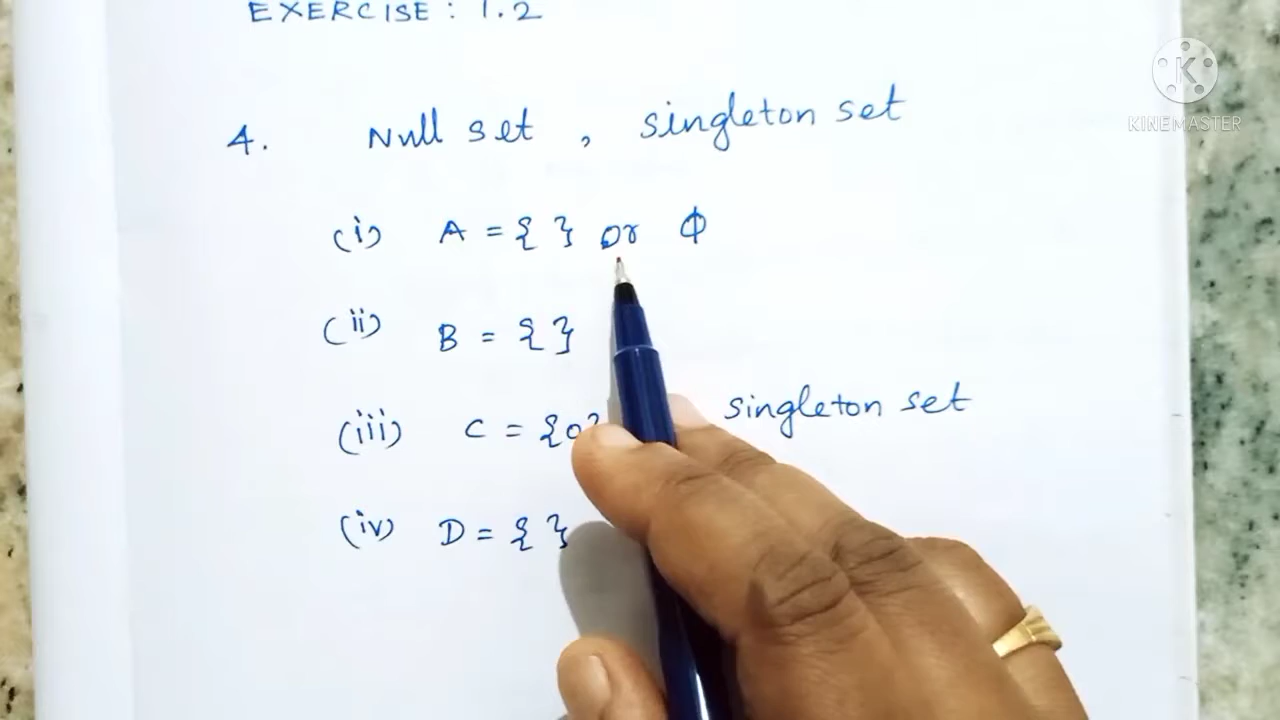 EXERCISE: 1.2
4. Null set , singleton set
(i) A = { } or Φ
(ii) B = { }
(iii) C = {0} singleton set
(iv) D = { }
KINEMASTER